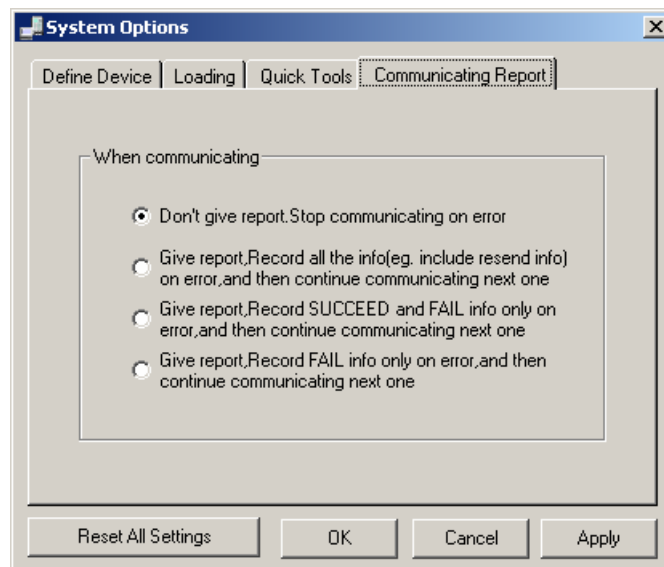 System Options
Define Device
Loading
Quick Tools
Communicating Report
When communicating
Don't give report.Stop communicating on error
Give report,Record all the info(eg. include resend info)
on error,and then continue communicating next one
Give report,Record SUCCEED and FAIL info only on
error,and then continue communicating next one
Give report,Record FAIL info only on error,and then
continue communicating next one
Reset All Settings
OK
Cancel
Apply